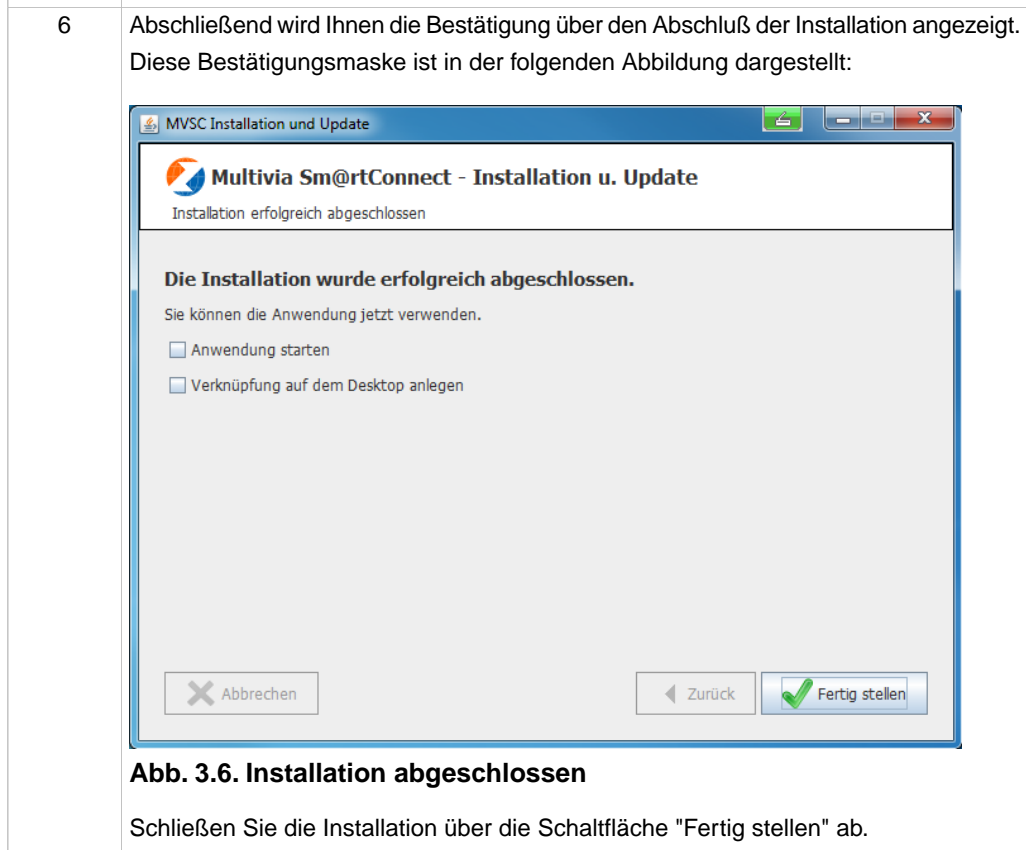 6
Abschließend wird Ihnen die Bestätigung über den Abschluß der Installation angezeigt.
Diese Bestätigungsmaske ist in der folgenden Abbildung dargestellt:
MVSC Installation und Update
Multivia Sm@rtConnect - Installation u. Update
Installation erfolgreich abgeschlossen
Die Installation wurde erfolgreich abgeschlossen.
Sie können die Anwendung jetzt verwenden.
Anwendung starten
Verknüpfung auf dem Desktop anlegen
Abbrechen
Zurück
Fertig stellen
Abb. 3.6. Installation abgeschlossen
Schließen Sie die Installation über die Schaltfläche "Fertig stellen" ab.